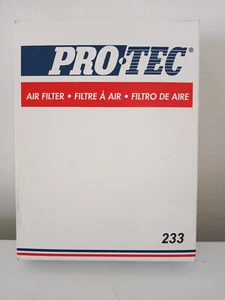 PRO·TEC®
AIR FILTER • FILTRE À AIR • FILTRO DE AIRE
233